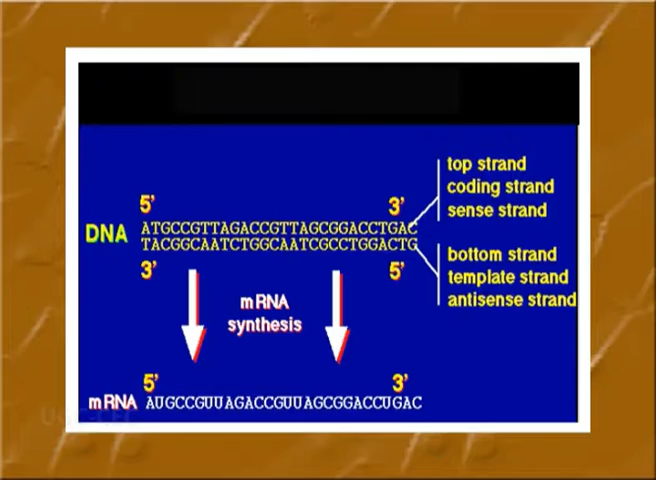 top strand
coding strand
sense strand
5' 3'
DNA
ATGCCGTTAGACCGTTAGCGGACCTGAC
TACGGCAATCTGGCAATCGCCTGGACTG
3' 5'
bottom strand
template strand
antisense strand
mRNA
synthesis
5' 3'
mRNA AUGCCGUUAGACCGUUAGCGGACCUGAC